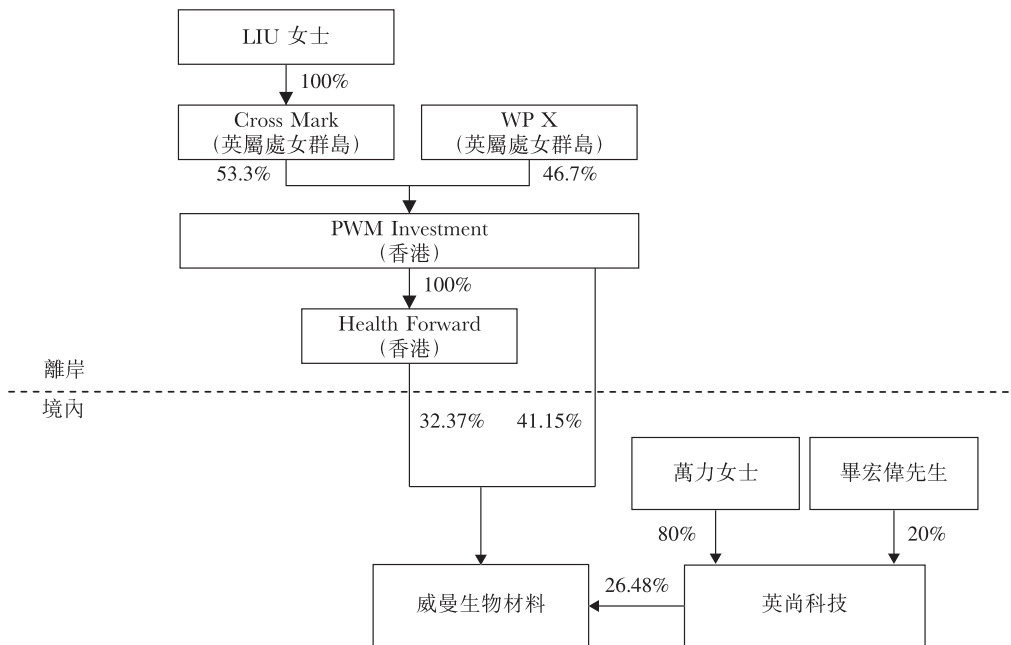 LIU 女士
100%
Cross Mark
（英屬處女群島）
WP X
（英屬處女群島）
53.3%
46.7%
PWM Investment
（香港）
100%
Health Forward
（香港）
離岸
境內
32.37%
41.15%
萬力女士
畢宏偉先生
80%
20%
威曼生物材料
26.48%
英尚科技